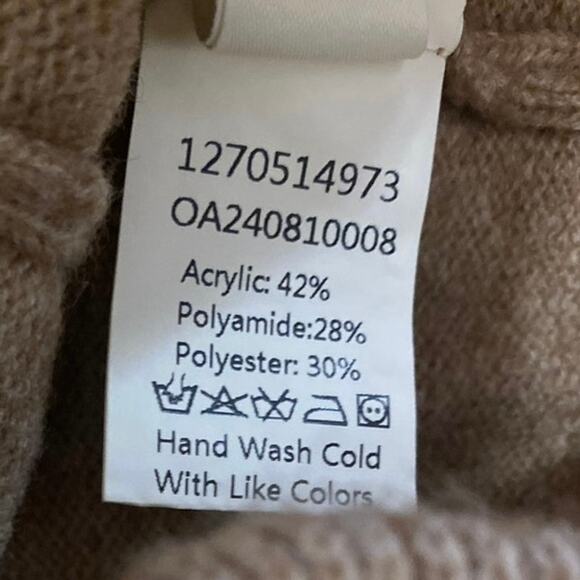 1270514973
OA240810008
Acrylic: 42%
Polyamide:28%
Polyester: 30%
Hand Wash Cold
With Like Colors